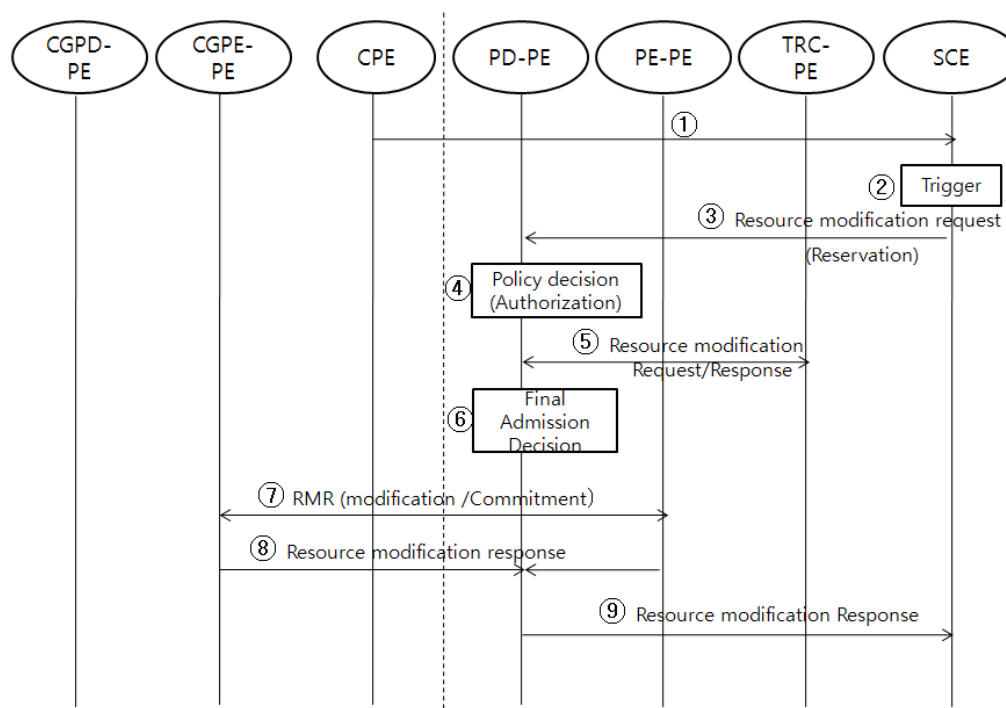 CGPD-
PE
CGPE-
PE
CPE
PD-PE
PE-PE
TRC-
PE
SCE
①
② Trigger
③ Resource modification request
(Reservation)
④ Policy decision
(Authorization)
⑤ Resource modification
Request/Response
⑥ Final
Admission
Decision
⑦ RMR (modification /Commitment)
⑧ Resource modification response
⑨ Resource modification Response